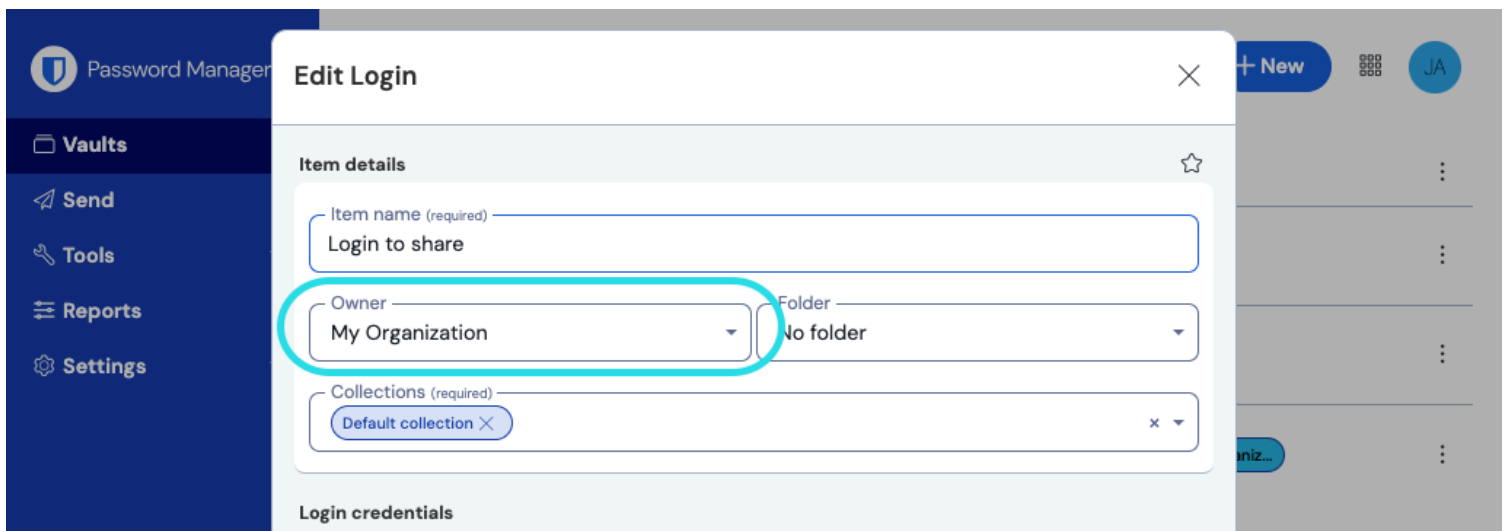 Password Manager
Vaults
Send
Tools
Reports
Settings
Edit Login
Item details
Item name (required)
Login to share
Owner
My Organization
Folder
No folder
Collections (required)
Default collection
Login credentials
+ New
JA
aniz...